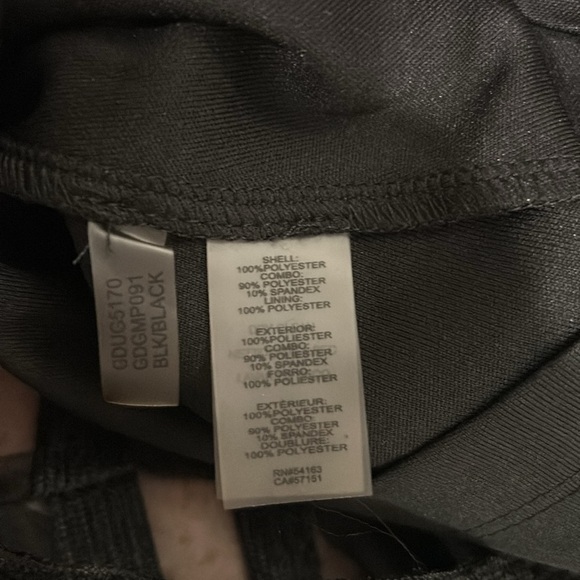 GDUG5170
GDGMP091
BLK/BLACK
SHELL:
100%POLYESTER
COMBO:
90% POLYESTER
10% SPANDEX
LINING:
100% POLYESTER
EXTERIOR:
100%POLIESTER
COMBO:
90% POLIESTER
10% SPANDEX
FORRO:
100% POLIESTER
EXTÉRIEUR:
100%POLYESTER
COMBO:
90% POLYESTER
10% SPANDEX
DOUBLURE:
100% POLYESTER
RN#54163
CA#57151